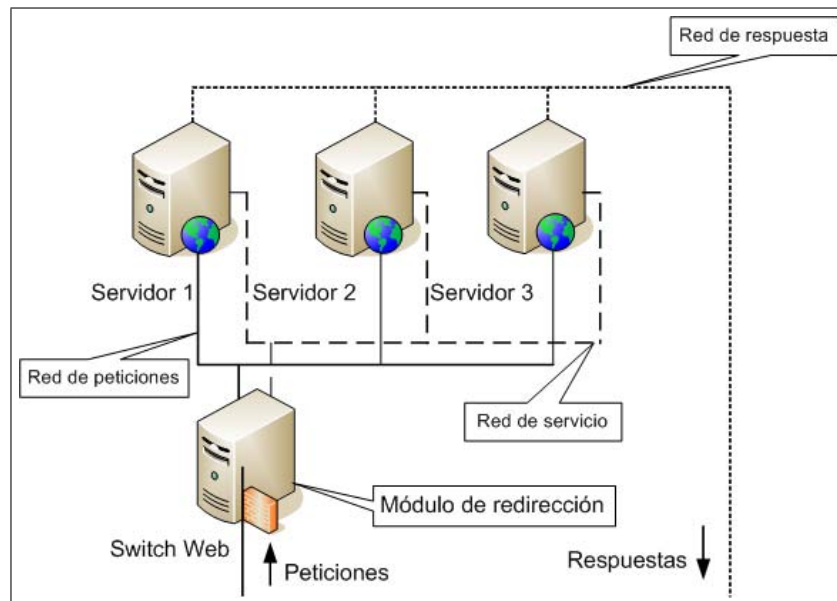 Red de respuesta
Servidor 1
Servidor 2
Servidor 3
Red de peticiones
Red de servicio
Módulo de redirección
Switch Web
Peticiones
Respuestas